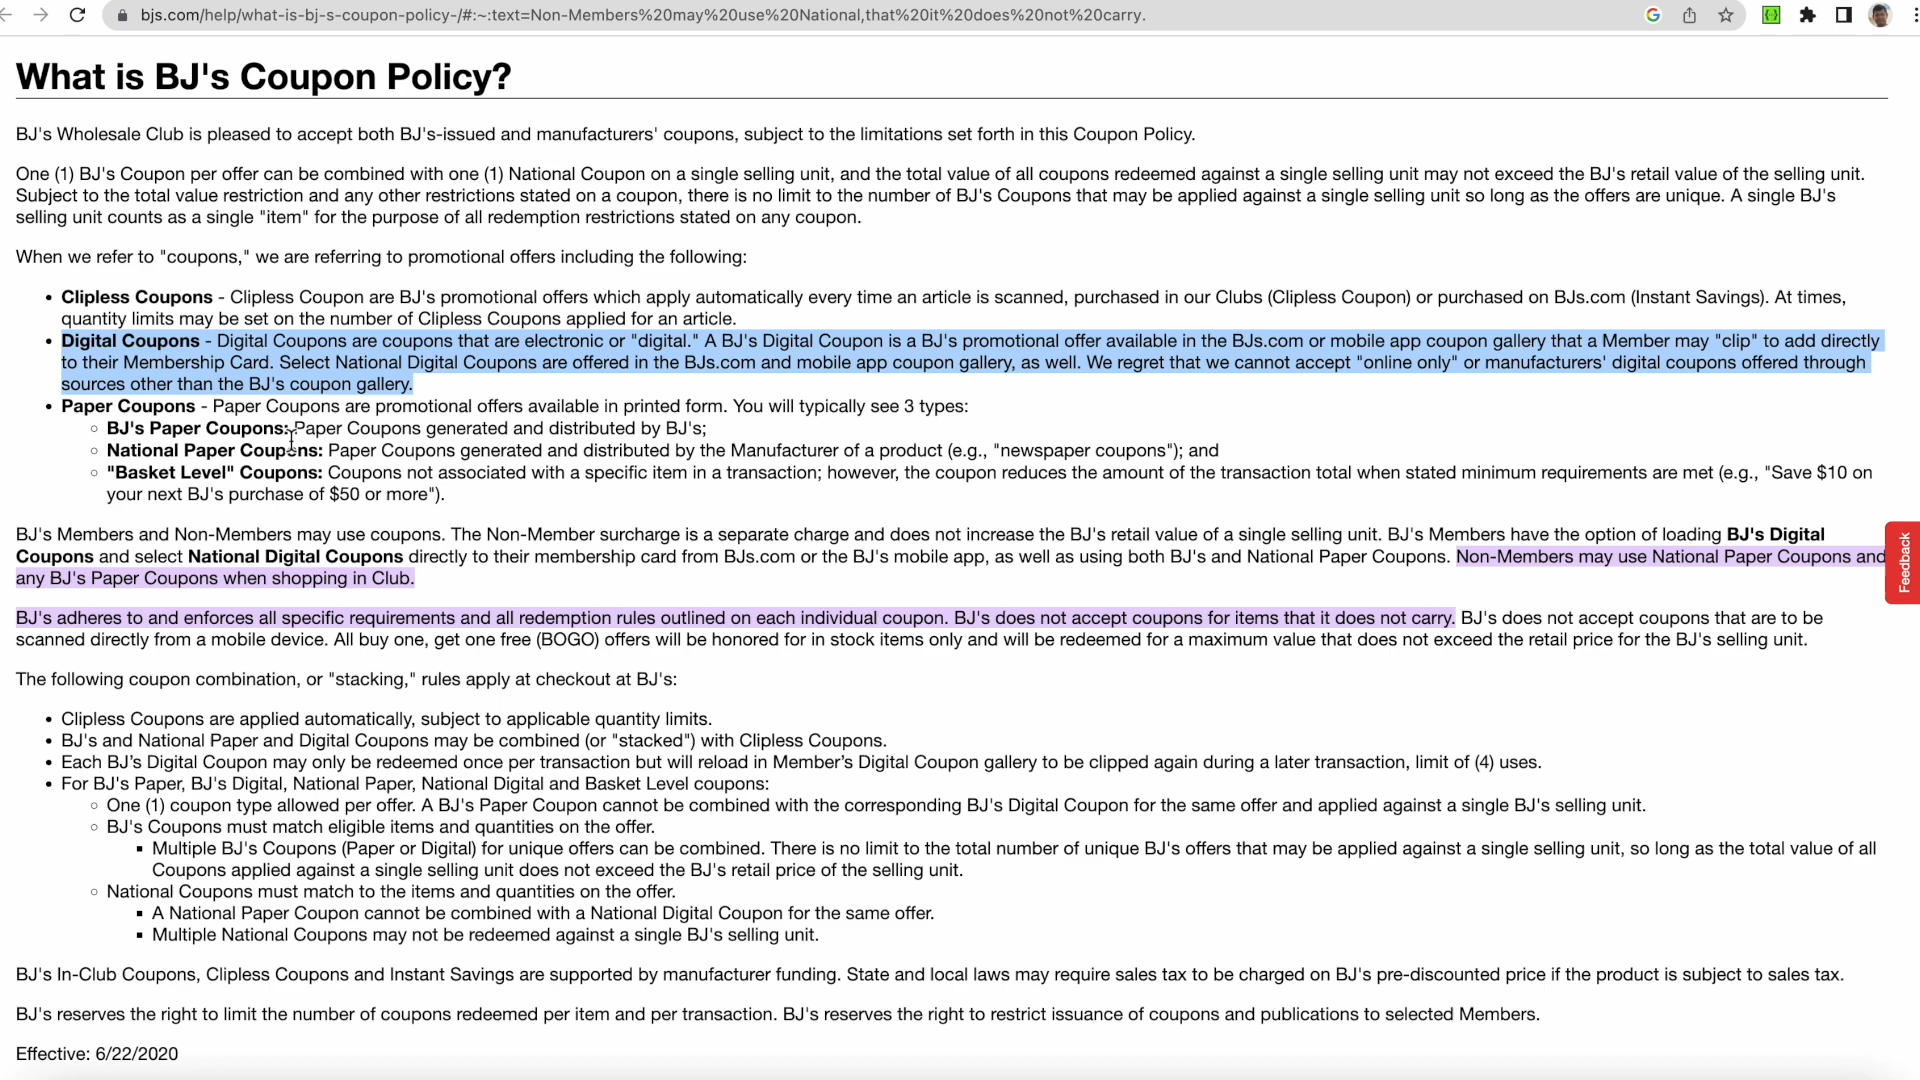 bjs.com/help/what-is-bj-s-coupon-policy-/#:~:text=Non-Members%20may%20use%20National,that%20it%20does%20not%20carry.
What is BJ's Coupon Policy?
BJ's Wholesale Club is pleased to accept both BJ's-issued and manufacturers' coupons, subject to the limitations set forth in this Coupon Policy.
One (1) BJ's Coupon per offer can be combined with one (1) National Coupon on a single selling unit, and the total value of all coupons redeemed against a single selling unit may not exceed the BJ's retail value of the selling unit.
Subject to the total value restriction and any other restrictions stated on a coupon, there is no limit to the number of BJ's Coupons that may be applied against a single selling unit so long as the offers are unique. A single BJ's
selling unit counts as a single "item" for the purpose of all redemption restrictions stated on any coupon.
When we refer to "coupons," we are referring to promotional offers including the following:
• Clipless Coupons - Clipless Coupon are BJ's promotional offers which apply automatically every time an article is scanned, purchased in our Clubs (Clipless Coupon) or purchased on BJs.com (Instant Savings). At times,
quantity limits may be set on the number of Clipless Coupons applied for an article.
• Digital Coupons - Digital Coupons are coupons that are electronic or "digital." A BJ's Digital Coupon is a BJ's promotional offer available in the BJs.com or mobile app coupon gallery that a Member may "clip" to add directly
to their Membership Card. Select National Digital Coupons are offered in the BJs.com and mobile app coupon gallery, as well. We regret that we cannot accept "online only" or manufacturers' digital coupons offered through
sources other than the BJ's coupon gallery.
• Paper Coupons - Paper Coupons are promotional offers available in printed form. You will typically see 3 types:
◦ BJ's Paper Coupons: Paper Coupons generated and distributed by BJ's;
◦ National Paper Coupons: Paper Coupons generated and distributed by the Manufacturer of a product (e.g., "newspaper coupons"); and
◦ "Basket Level" Coupons: Coupons not associated with a specific item in a transaction; however, the coupon reduces the amount of the transaction total when stated minimum requirements are met (e.g., "Save $10 on
your next BJ's purchase of $50 or more").
BJ's Members and Non-Members may use coupons. The Non-Member surcharge is a separate charge and does not increase the BJ's retail value of a single selling unit. BJ's Members have the option of loading BJ's Digital
Coupons and select National Digital Coupons directly to their membership card from BJs.com or the BJ's mobile app, as well as using both BJ's and National Paper Coupons. Non-Members may use National Paper Coupons and
any BJ's Paper Coupons when shopping in Club.
Feedback
BJ's adheres to and enforces all specific requirements and all redemption rules outlined on each individual coupon. BJ's does not accept coupons for items that it does not carry. BJ's does not accept coupons that are to be
scanned directly from a mobile device. All buy one, get one free (BOGO) offers will be honored for in stock items only and will be redeemed for a maximum value that does not exceed the retail price for the BJ's selling unit.
The following coupon combination, or "stacking," rules apply at checkout at BJ's:
• Clipless Coupons are applied automatically, subject to applicable quantity limits.
• BJ's and National Paper and Digital Coupons may be combined (or "stacked") with Clipless Coupons.
• Each BJ’s Digital Coupon may only be redeemed once per transaction but will reload in Member’s Digital Coupon gallery to be clipped again during a later transaction, limit of (4) uses.
• For BJ's Paper, BJ's Digital, National Paper, National Digital and Basket Level coupons:
◦ One (1) coupon type allowed per offer. A BJ's Paper Coupon cannot be combined with the corresponding BJ's Digital Coupon for the same offer and applied against a single BJ's selling unit.
◦ BJ's Coupons must match eligible items and quantities on the offer.
▪ Multiple BJ's Coupons (Paper or Digital) for unique offers can be combined. There is no limit to the total number of unique BJ's offers that may be applied against a single selling unit, so long as the total value of all
Coupons applied against a single selling unit does not exceed the BJ's retail price of the selling unit.
◦ National Coupons must match to the items and quantities on the offer.
▪ A National Paper Coupon cannot be combined with a National Digital Coupon for the same offer.
▪ Multiple National Coupons may not be redeemed against a single BJ's selling unit.
BJ's In-Club Coupons, Clipless Coupons and Instant Savings are supported by manufacturer funding. State and local laws may require sales tax to be charged on BJ's pre-discounted price if the product is subject to sales tax.
BJ's reserves the right to limit the number of coupons redeemed per item and per transaction. BJ's reserves the right to restrict issuance of coupons and publications to selected Members.
Effective: 6/22/2020